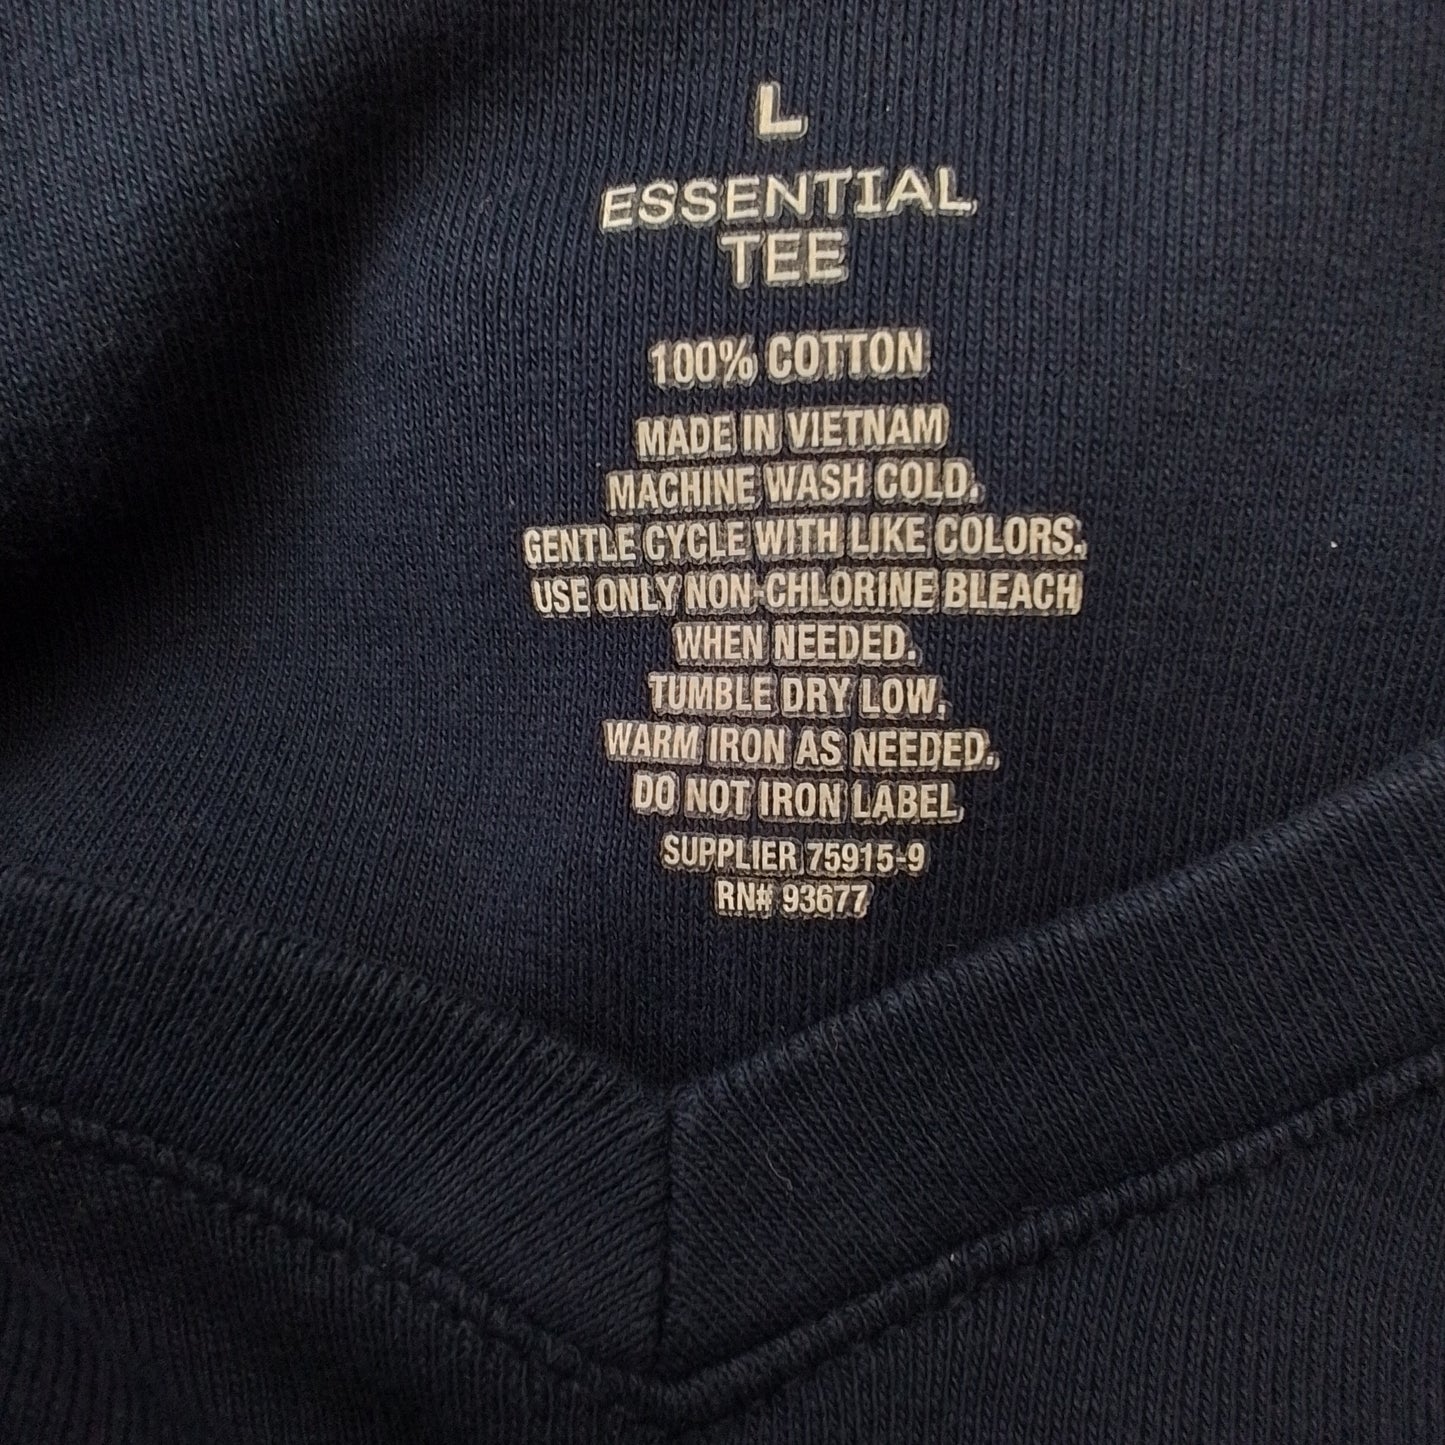 L
ESSENTIAL
TEE
100% COTTON
MADE IN VIETNAM
MACHINE WASH COLD.
GENTLE CYCLE WITH LIKE COLORS.
USE ONLY NON-CHLORINE BLEACH
WHEN NEEDED.
TUMBLE DRY LOW.
WARM IRON AS NEEDED.
DO NOT IRON LABEL.
SUPPLIER 75915-9
RN# 93677